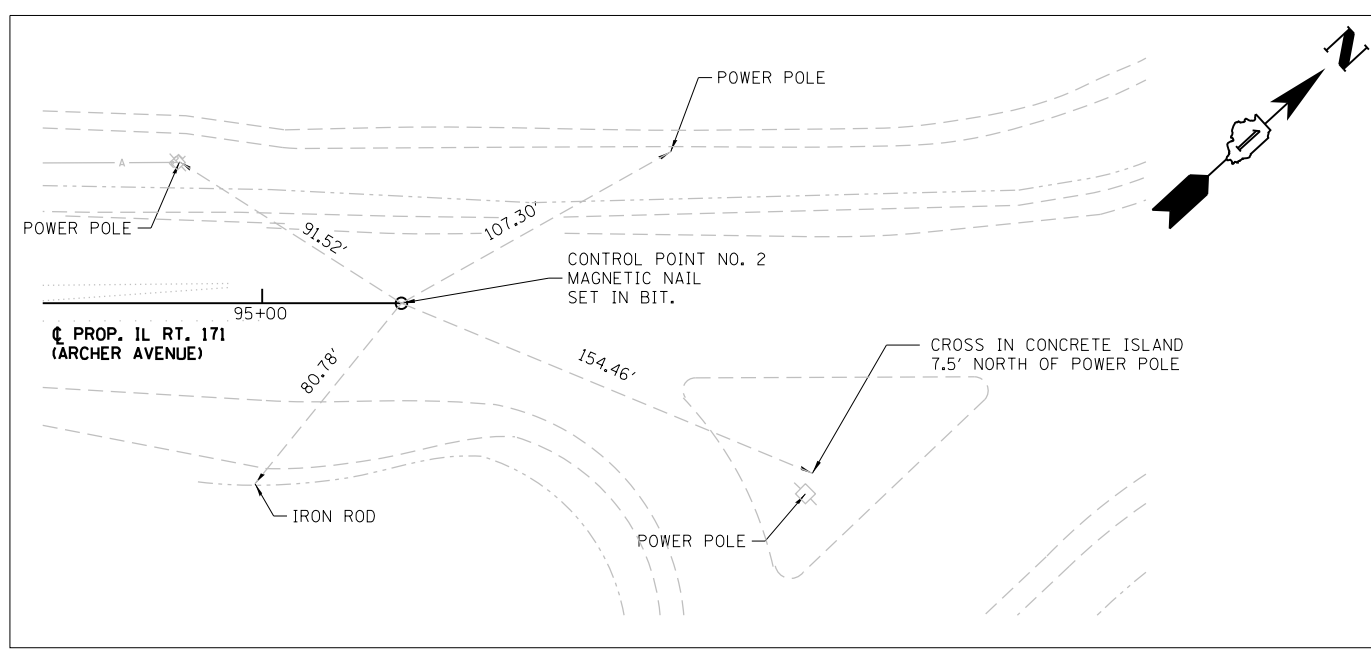 POWER POLE
N
A
POWER POLE
91.52'
107.30'
CONTROL POINT NO. 2
MAGNETIC NAIL
SET IN BIT.
95+00
℄ PROP. IL RT. 171
(ARCHER AVENUE)
80.78'
154.46'
CROSS IN CONCRETE ISLAND
7.5' NORTH OF POWER POLE
IRON ROD
POWER POLE